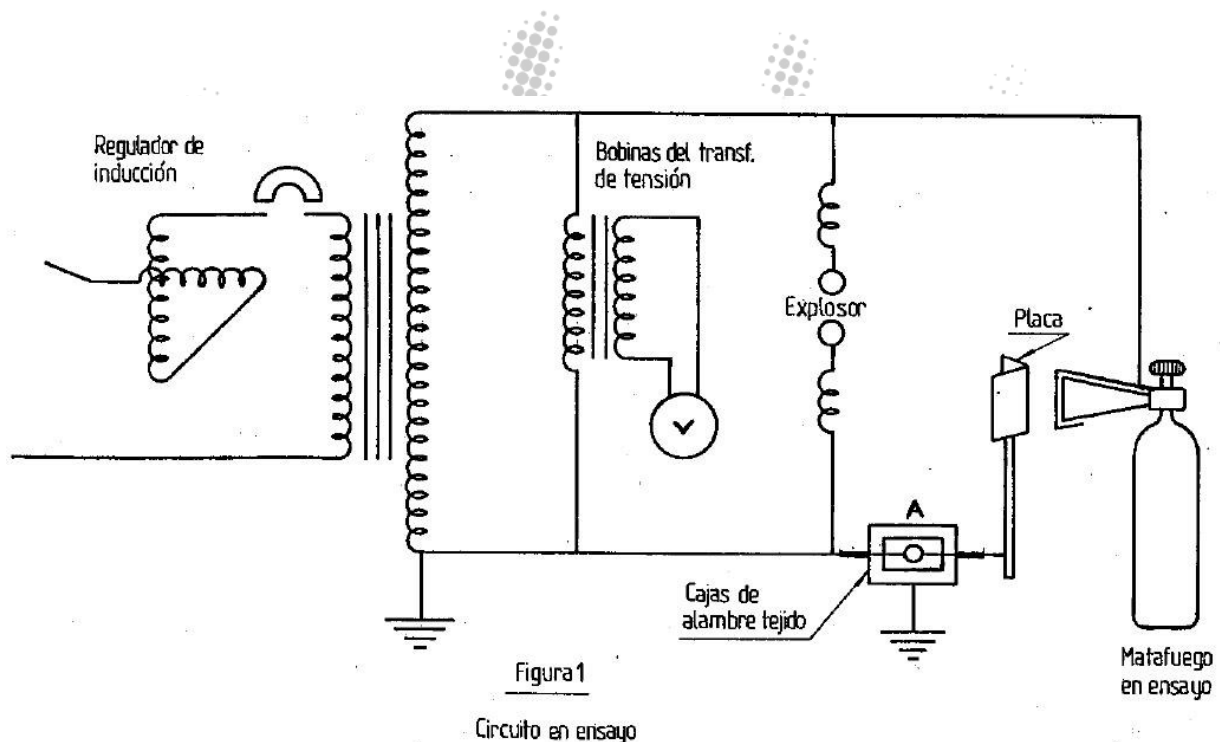 Regulador de
inducción
Bobinas del transf.
de tensión
Explosor
Placa
V
A
Cajas de
alambre tejido
Matafuego
en ensayo
Figura 1
Circuito en ensayo